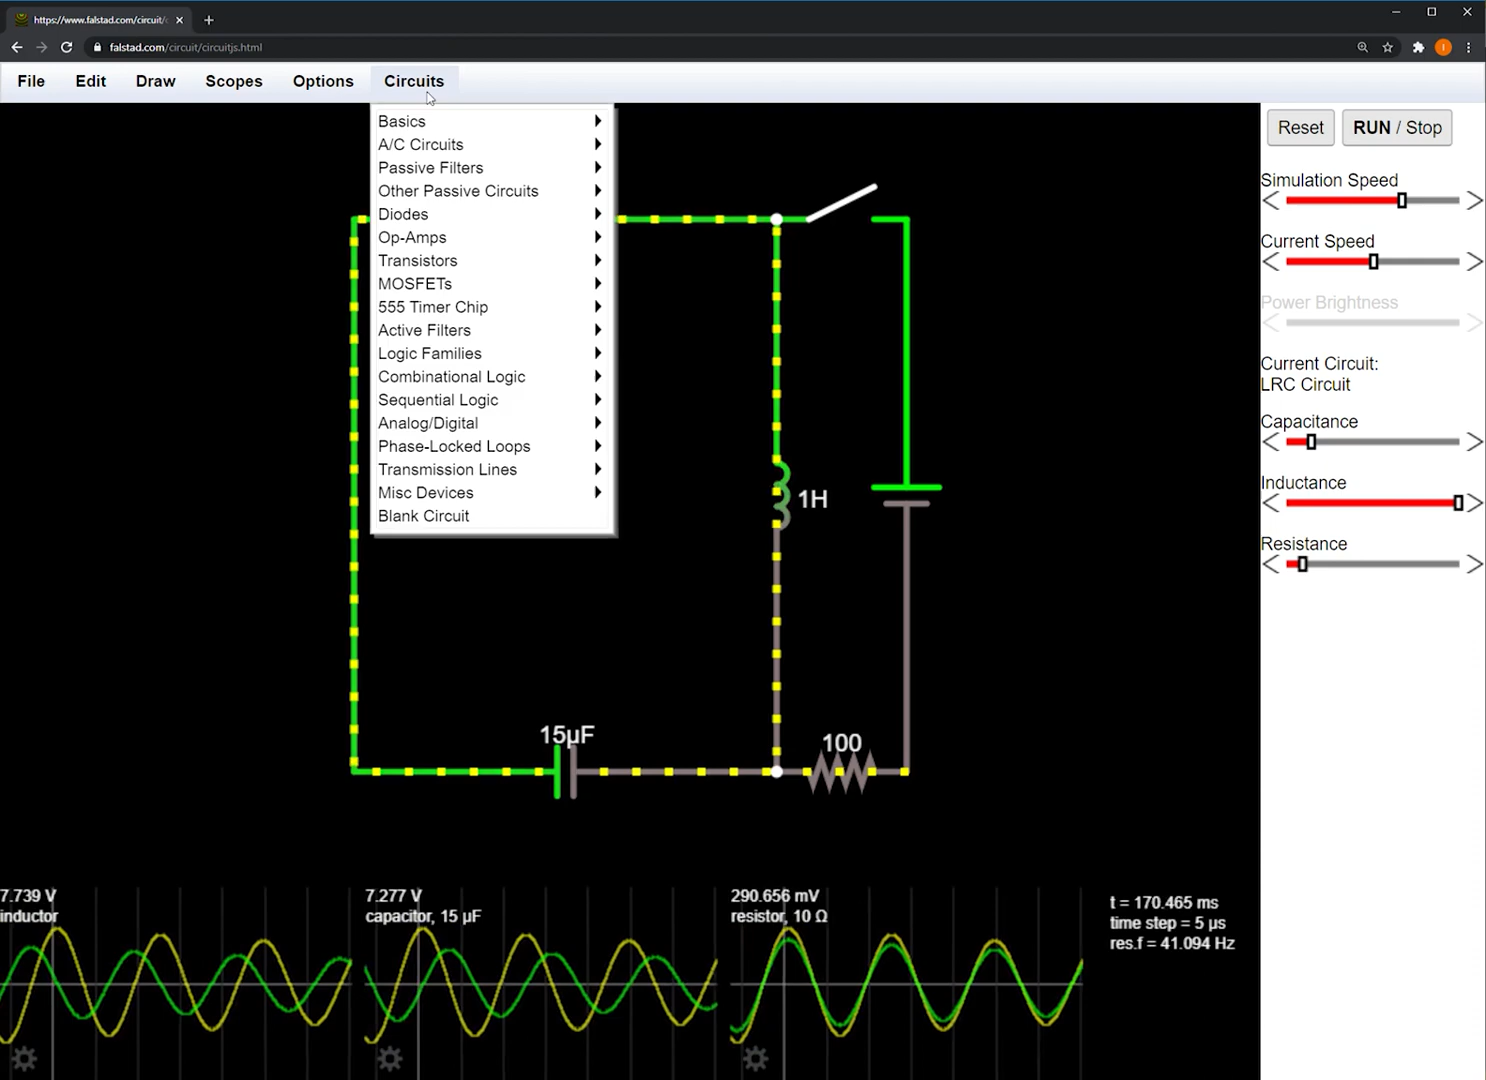 https://www.falstad.com/circuit/
falstad.com/circuit/circuitjs.html
File Edit Draw Scopes Options Circuits
Basics
A/C Circuits
Passive Filters
Other Passive Circuits
Diodes
Op-Amps
Transistors
MOSFETs
555 Timer Chip
Active Filters
Logic Families
Combinational Logic
Sequential Logic
Analog/Digital
Phase-Locked Loops
Transmission Lines
Misc Devices
Blank Circuit
Reset RUN / Stop
Simulation Speed
Current Speed
Power Brightness
Current Circuit:
LRC Circuit
Capacitance
Inductance
Resistance
1H
15µF
100
7.739 V
inductor
7.277 V
capacitor, 15 µF
290.656 mV
resistor, 10 Ω
t = 170.465 ms
time step = 5 µs
res.f = 41.094 Hz